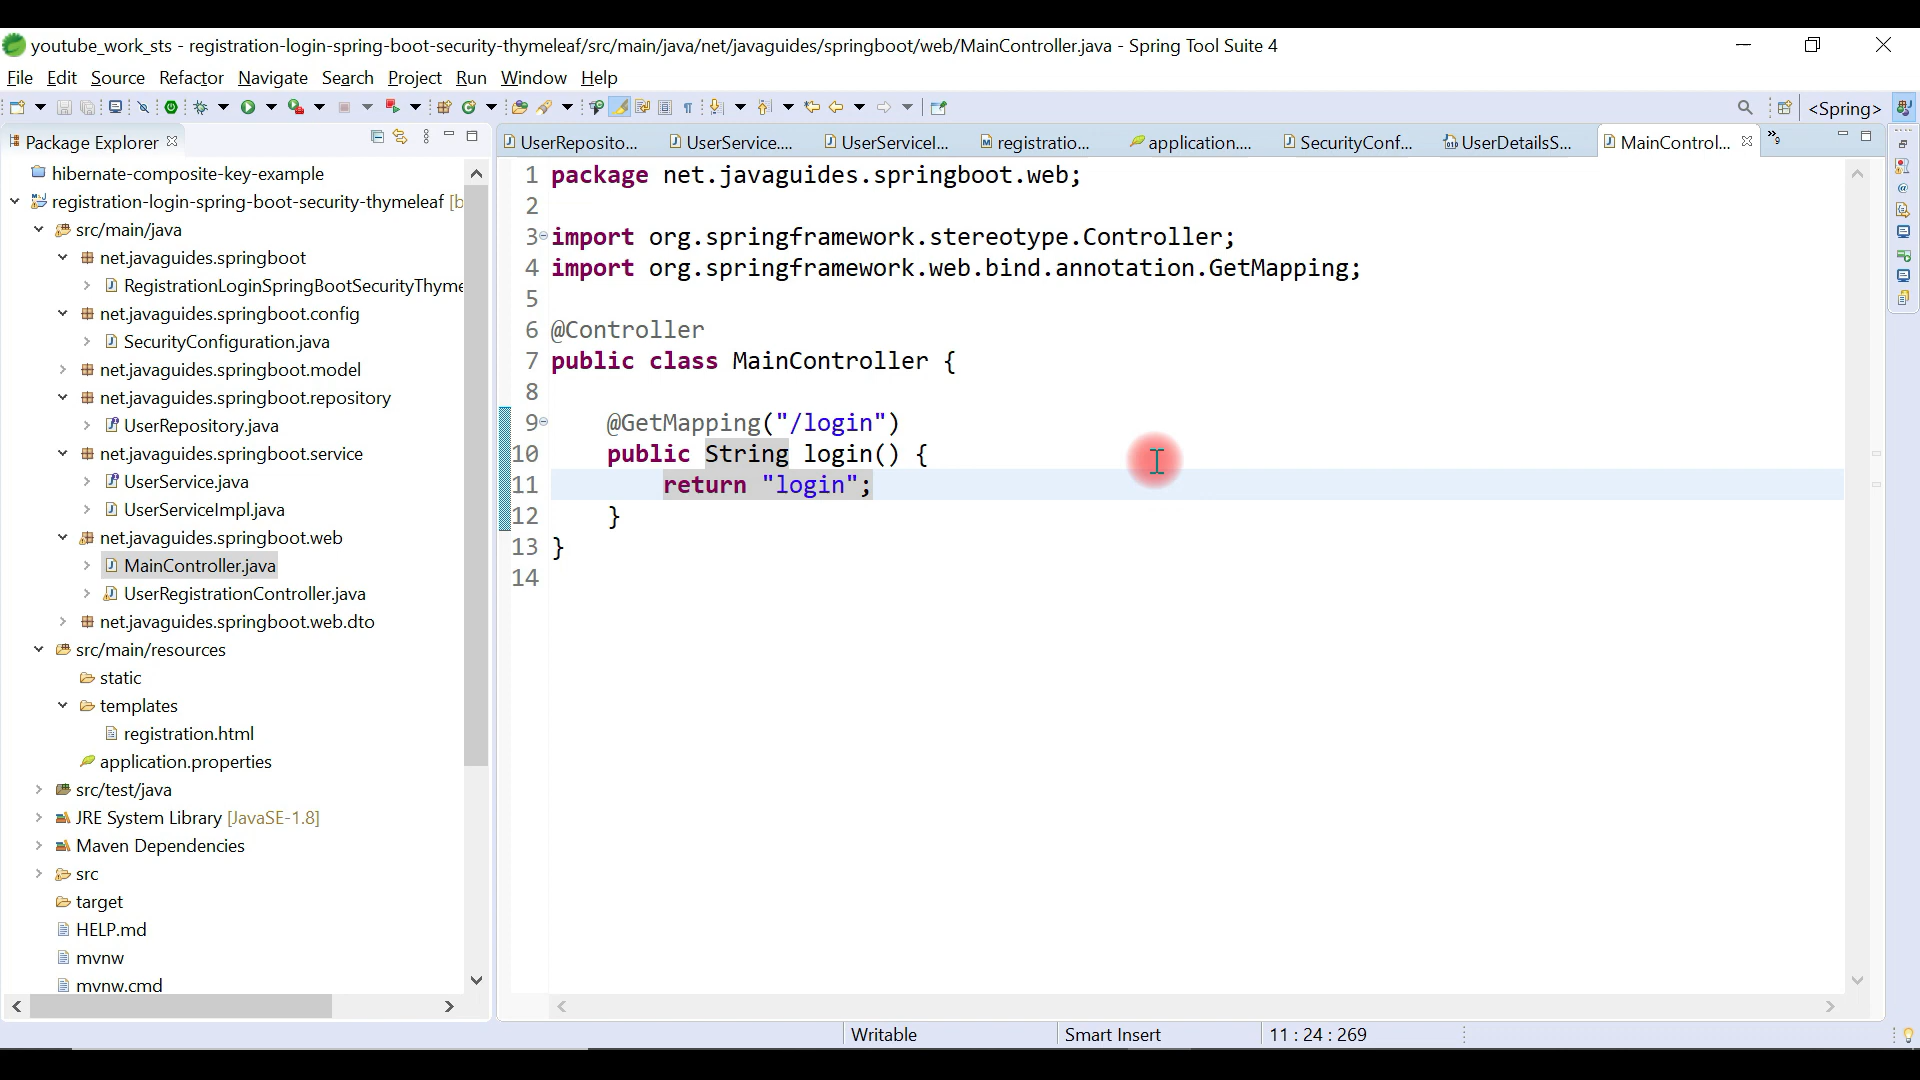 youtube_work_sts - registration-login-spring-boot-security-thymeleaf/src/main/java/net/javaguides/springboot/web/MainController.java - Spring Tool Suite 4
File Edit Source Refactor Navigate Search Project Run Window Help
<Spring>
Package Explorer
hibernate-composite-key-example
registration-login-spring-boot-security-thymeleaf [b
src/main/java
net.javaguides.springboot
RegistrationLoginSpringBootSecurityThyme
net.javaguides.springboot.config
SecurityConfiguration.java
net.javaguides.springboot.model
net.javaguides.springboot.repository
UserRepository.java
net.javaguides.springboot.service
UserService.java
UserServiceImpl.java
net.javaguides.springboot.web
MainController.java
UserRegistrationController.java
net.javaguides.springboot.web.dto
src/main/resources
static
templates
registration.html
application.properties
src/test/java
JRE System Library [JavaSE-1.8]
Maven Dependencies
src
target
HELP.md
mvnw
mvnw.cmd
UserReposito... UserService.... UserServiceI... registratio... application.... SecurityConf... UserDetailsS... MainControl... »9
1 package net.javaguides.springboot.web;
2
3 import org.springframework.stereotype.Controller;
4 import org.springframework.web.bind.annotation.GetMapping;
5
6 @Controller
7 public class MainController {
8
9 @GetMapping("/login")
10 public String login() {
11 return "login";
12 }
13 }
14
Writable Smart Insert 11 : 24 : 269